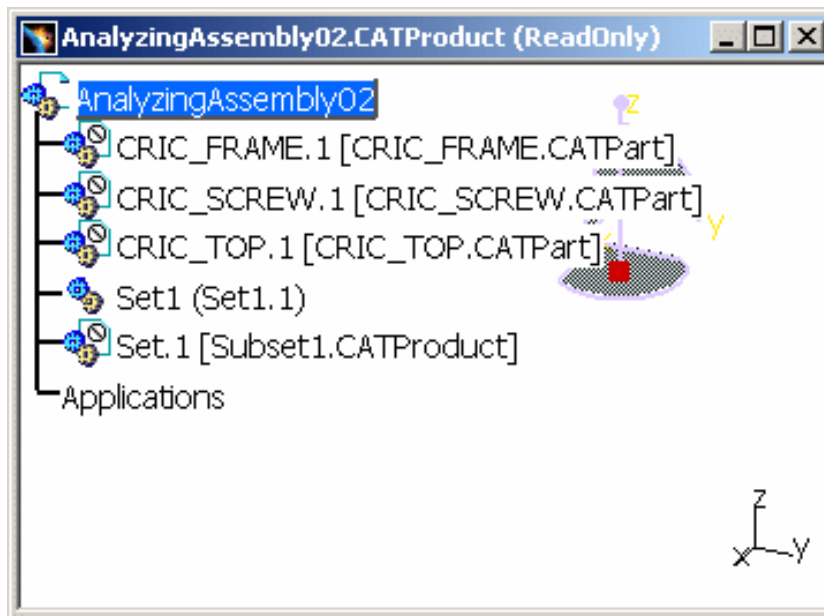 AnalyzingAssembly02.CATProduct (ReadOnly)
AnalyzingAssembly02
z
CRIC_FRAME.1 [CRIC_FRAME.CATPart]
CRIC_SCREW.1 [CRIC_SCREW.CATPart]
y
CRIC_TOP.1 [CRIC_TOP.CATPart]
Set1 (Set1.1)
Set.1 [Subset1.CATProduct]
Applications
z
x
y